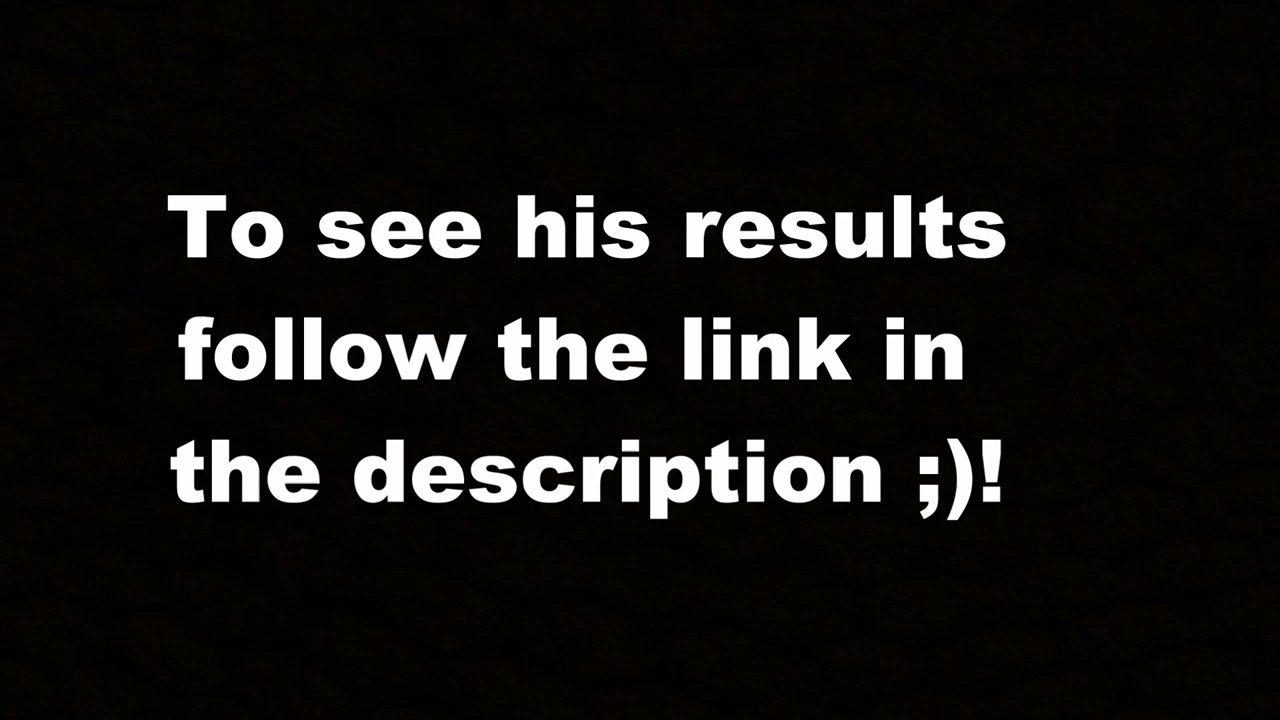 To see his results
follow the link in
the description ;)!